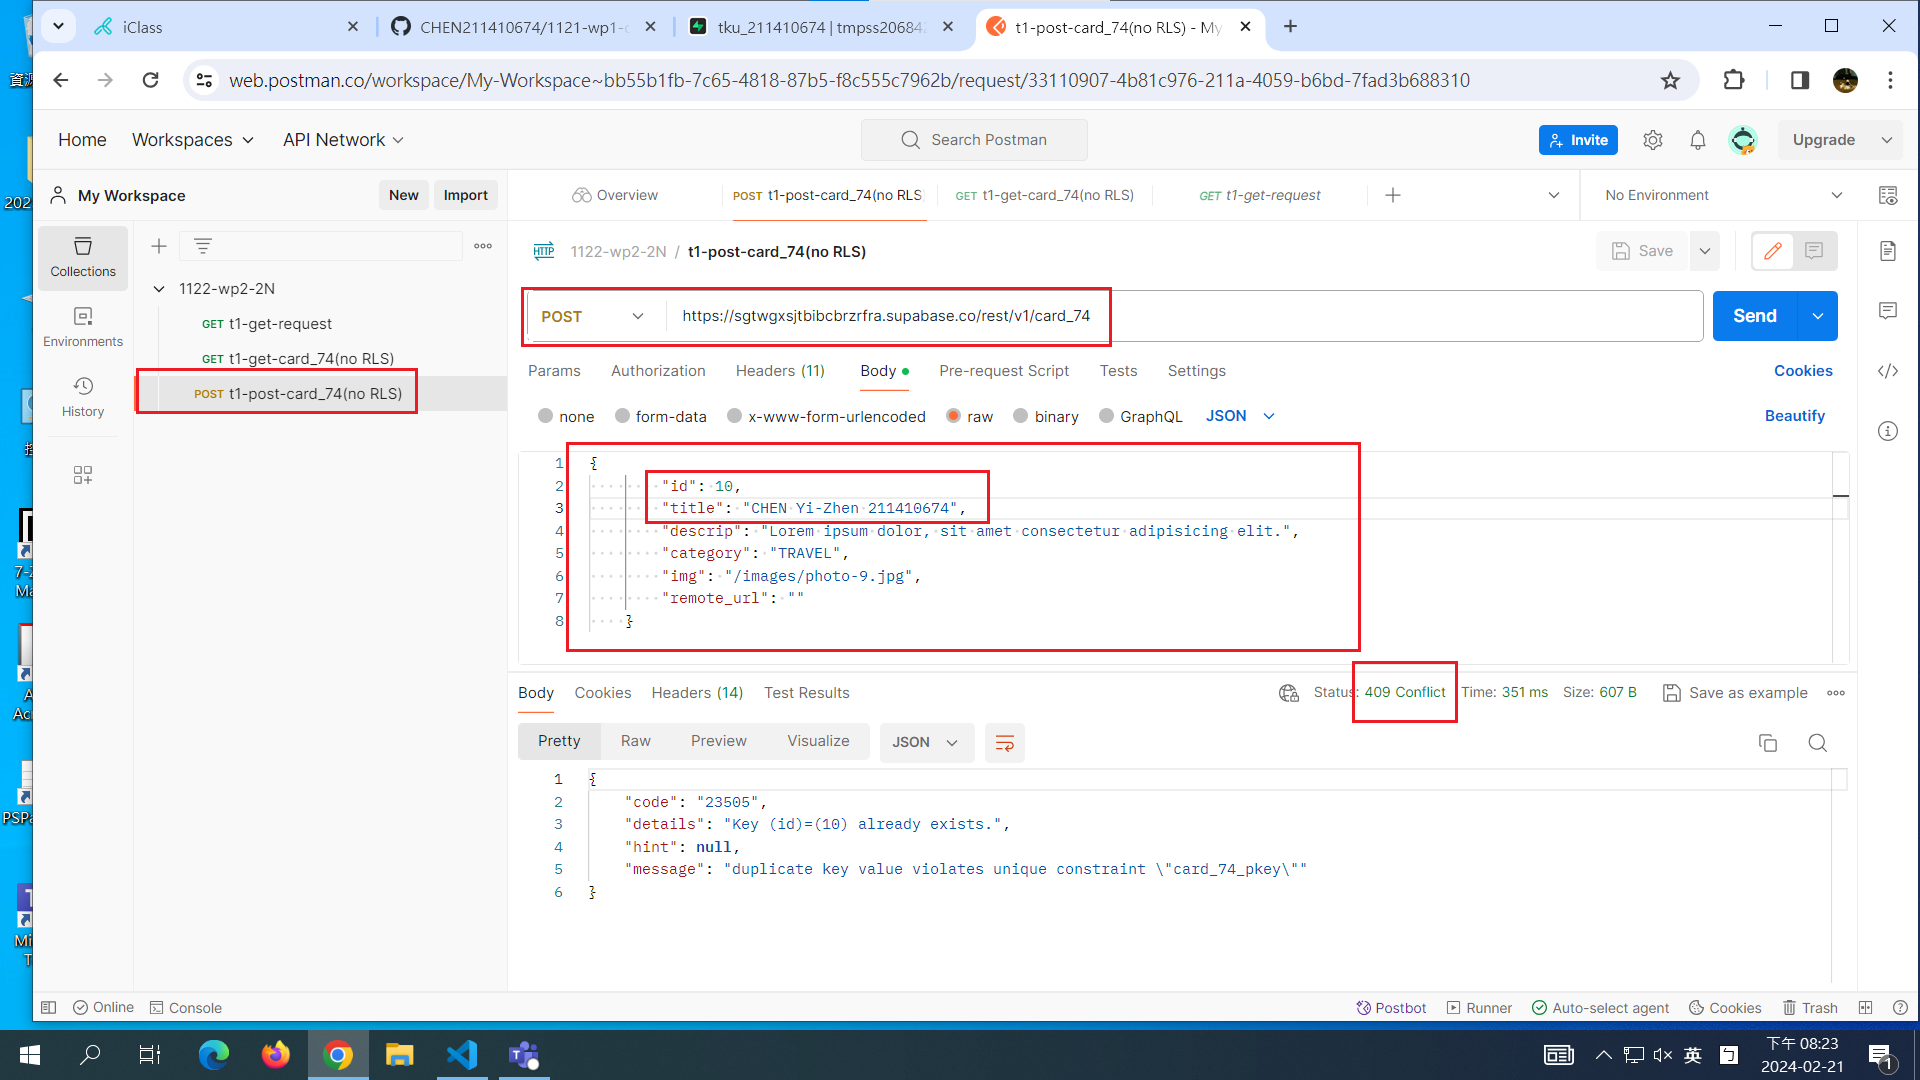 iClass
CHEN211410674/1121-wp1-
tku_211410674 | tmpss20684
t1-post-card_74(no RLS) - My
web.postman.co/workspace/My-Workspace~bb55b1fb-7c65-4818-87b5-f8c555c7962b/request/33110907-4b81c976-211a-4059-b6bd-7fad3b688310
Home
Workspaces
API Network
Search Postman
Invite
Upgrade
My Workspace
New
Import
Overview
POST t1-post-card_74(no RLS
GET t1-get-card_74(no RLS)
GET t1-get-request
No Environment
Collections
Environments
History
1122-wp2-2N
GET t1-get-request
GET t1-get-card_74(no RLS)
POST t1-post-card_74(no RLS)
HTTP 1122-wp2-2N / t1-post-card_74(no RLS)
Save
POST
https://sgtwgxsjtbibcbrzrfra.supabase.co/rest/v1/card_74
Send
Params
Authorization
Headers (11)
Body
Pre-request Script
Tests
Settings
Cookies
none
form-data
x-www-form-urlencoded
raw
binary
GraphQL
JSON
Beautify
1 {
2 "id": 10,
3 "title": "CHEN Yi-Zhen 211410674",
4 "descrip": "Lorem ipsum dolor, sit amet consectetur adipisicing elit.",
5 "category": "TRAVEL",
6 "img": "/images/photo-9.jpg",
7 "remote_url": ""
8 }
Body
Cookies
Headers (14)
Test Results
Status: 409 Conflict
Time: 351 ms
Size: 607 B
Save as example
Pretty
Raw
Preview
Visualize
JSON
1 {
2 "code": "23505",
3 "details": "Key (id)=(10) already exists.",
4 "hint": null,
5 "message": "duplicate key value violates unique constraint \"card_74_pkey\""
6 }
Online
Console
Postbot
Runner
Auto-select agent
Cookies
Trash
英
下午 08:23
2024-02-21
1